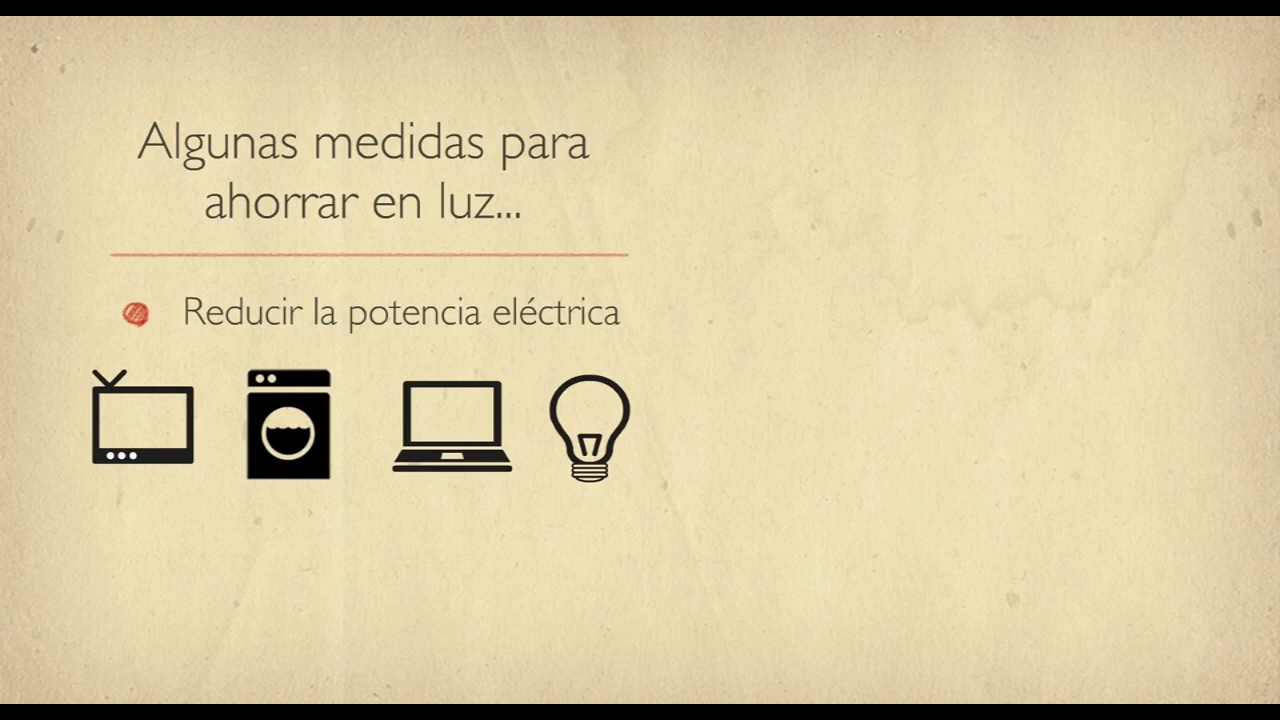 Algunas medidas para
ahorrar en luz...
Reducir la potencia eléctrica